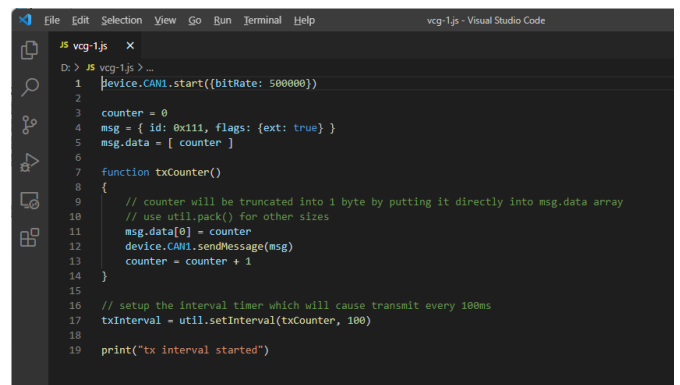 File Edit Selection View Go Run Terminal Help vcg-1.js - Visual Studio Code
JS vcg-1.js
D: > JS vcg-1.js > ...
1 device.CAN1.start({bitRate: 500000})
2
3 counter = 0
4 msg = { id: 0x111, flags: {ext: true} }
5 msg.data = [ counter ]
6
7 function txCounter()
8 {
9 // counter will be truncated into 1 byte by putting it directly into msg.data array
10 // use util.pack() for other sizes
11 msg.data[0] = counter
12 device.CAN1.sendMessage(msg)
13 counter = counter + 1
14 }
15
16 // setup the interval timer which will cause transmit every 100ms
17 txInterval = util.setInterval(txCounter, 100)
18
19 print("tx interval started")